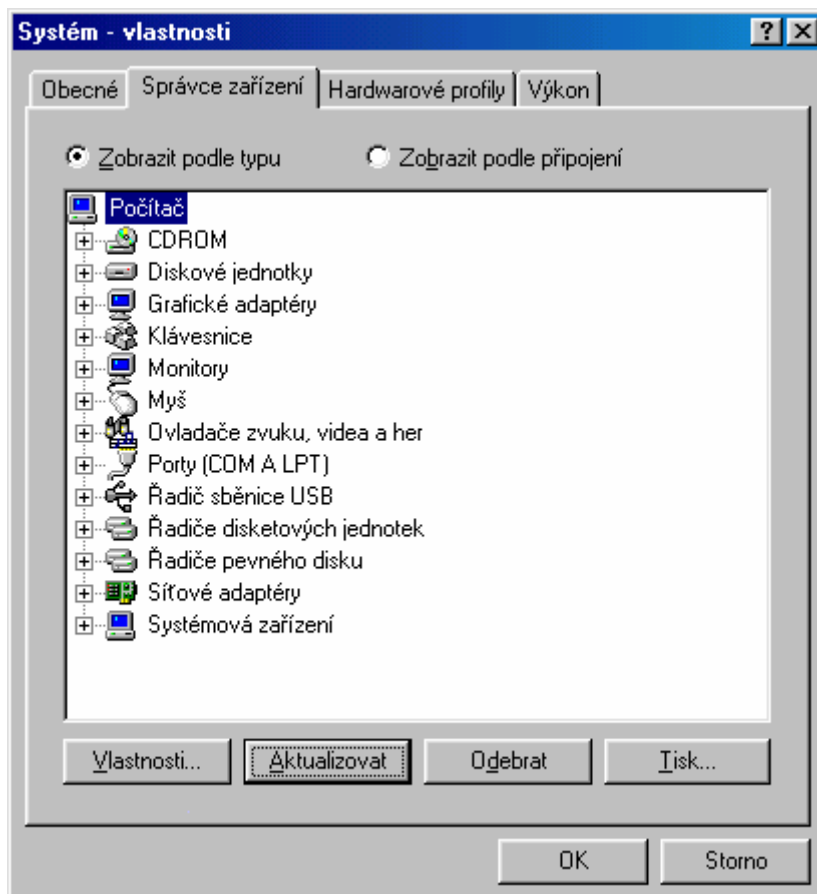 Systém - vlastnosti
Obecné Správce zařízení Hardwarové profily Výkon
Zobrazit podle typu Zobrazit podle připojení
Počítač
CDROM
Diskové jednotky
Grafické adaptéry
Klávesnice
Monitory
Myš
Ovladače zvuku, videa a her
Porty (COM A LPT)
Řadič sběnice USB
Řadiče disketových jednotek
Řadiče pevného disku
Síťové adaptéry
Systémová zařízení
Vlastnosti... Aktualizovat Odebrat Tisk...
OK Storno